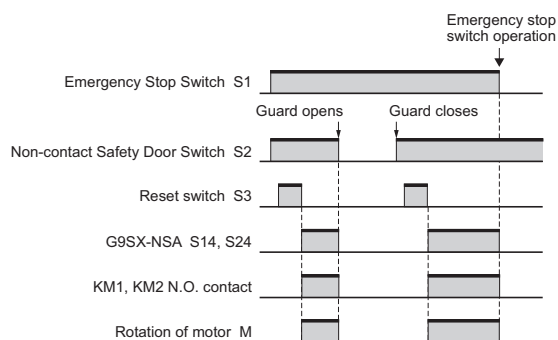 Emergency stop
switch operation
Emergency Stop Switch S1
Guard opens
Guard closes
Non-contact Safety Door Switch S2
Reset switch S3
G9SX-NSA S14, S24
KM1, KM2 N.O. contact
Rotation of motor M